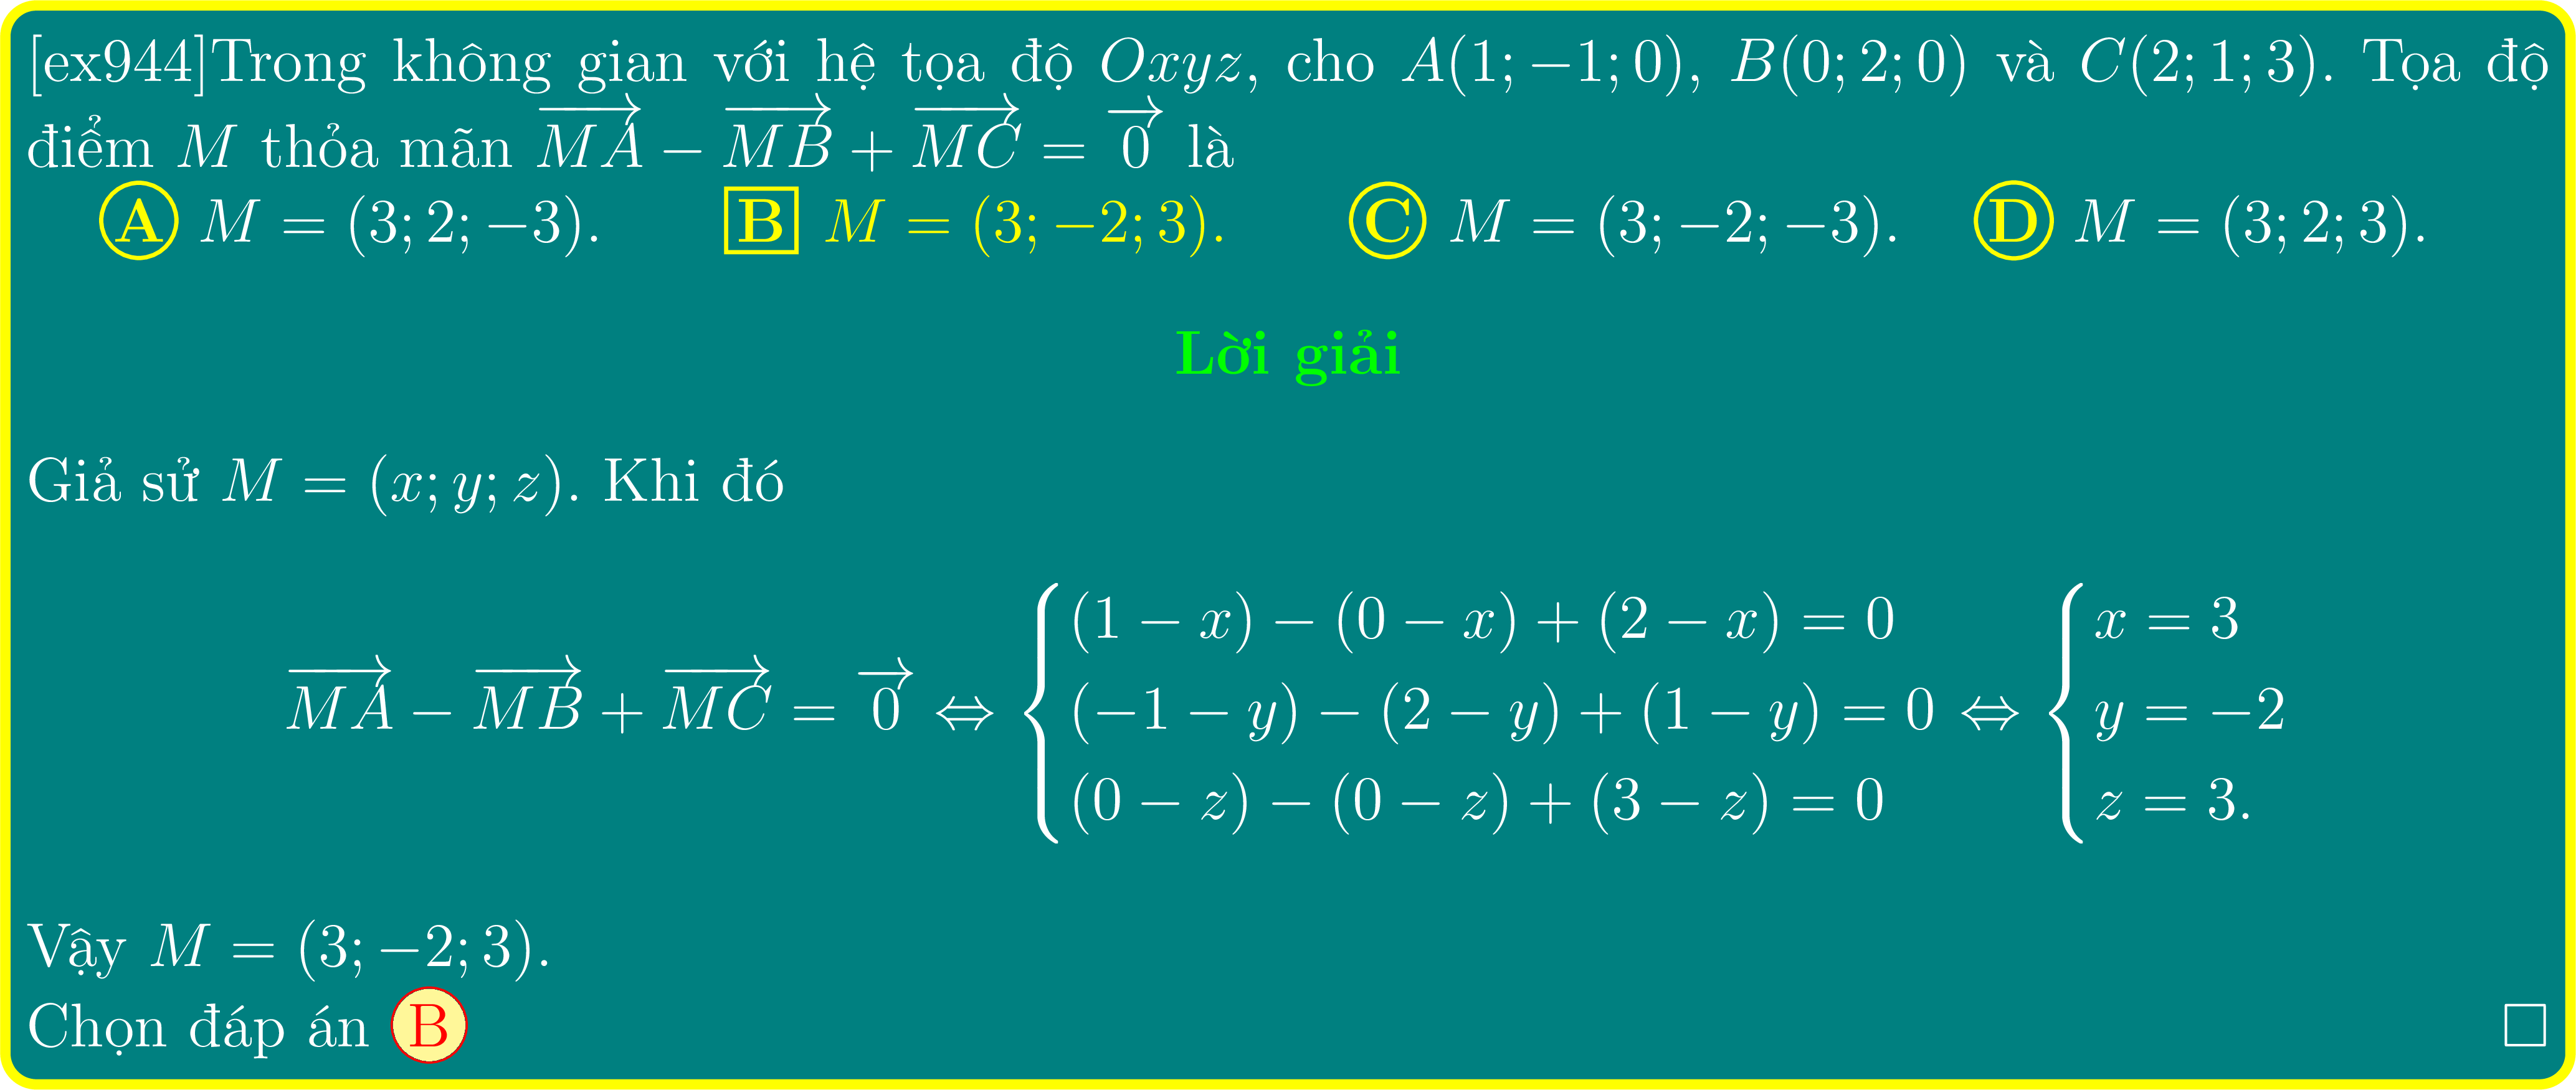 [ex944]Trong không gian với hệ tọa độ Oxyz, cho A(1; −1; 0), B(0; 2; 0) và C(2; 1; 3). Tọa độ
điểm M thỏa mãn $\overrightarrow{MA} - \overrightarrow{MB} + \overrightarrow{MC} = \overrightarrow{0}$ là
A M = (3; 2; −3). B M = (3; −2; 3). C M = (3; −2; −3). D M = (3; 2; 3).
Lời giải
Giả sử M = (x; y; z). Khi đó
$\overrightarrow{MA} - \overrightarrow{MB} + \overrightarrow{MC} = \overrightarrow{0} \Leftrightarrow \begin{cases} (1 - x) - (0 - x) + (2 - x) = 0 \\ (-1 - y) - (2 - y) + (1 - y) = 0 \\ (0 - z) - (0 - z) + (3 - z) = 0 \end{cases} \Leftrightarrow \begin{cases} x = 3 \\ y = -2 \\ z = 3. \end{cases}$
Vậy M = (3; −2; 3).
Chọn đáp án B □